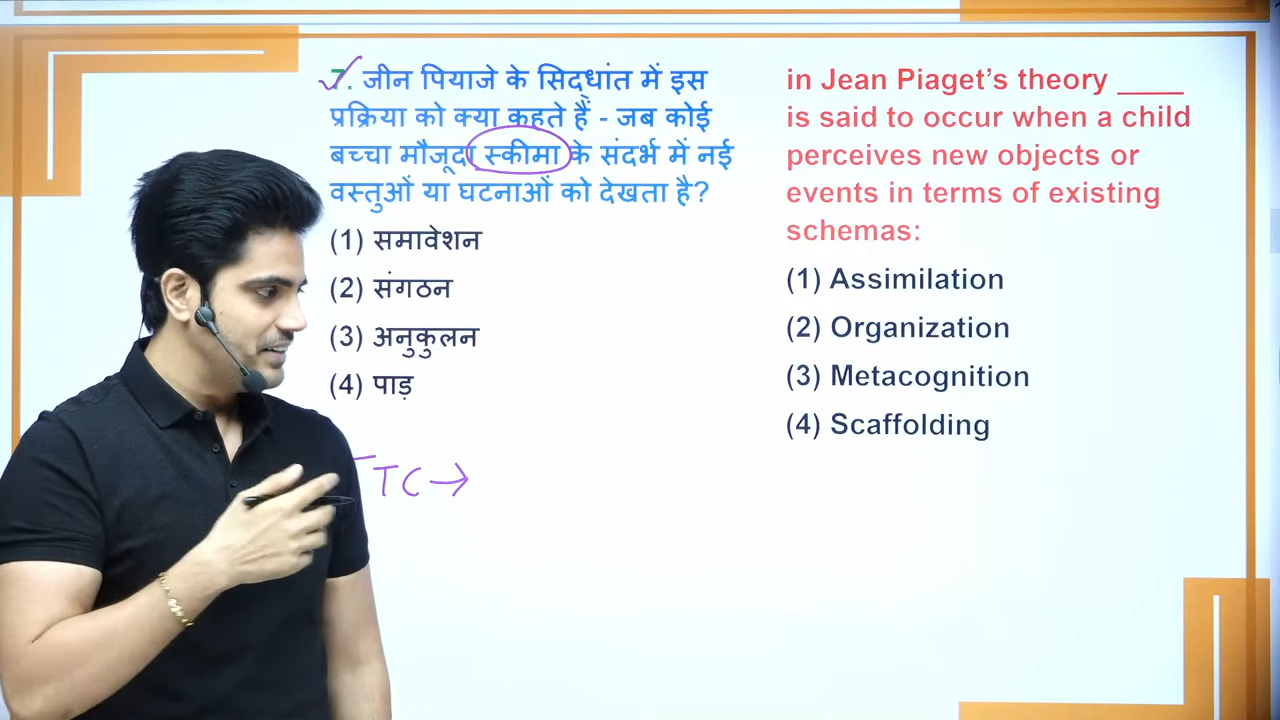 7. जीन पियाजे के सिद्धांत में इस
प्रक्रिया को क्या कहते हैं - जब कोई
बच्चा मौजूदा स्कीमा के संदर्भ में नई
वस्तुओं या घटनाओं को देखता है?
(1) समावेशन
(2) संगठन
(3) अनुकुलन
(4) पाड़
TC →
in Jean Piaget’s theory _____
is said to occur when a child
perceives new objects or
events in terms of existing
schemas:
(1) Assimilation
(2) Organization
(3) Metacognition
(4) Scaffolding